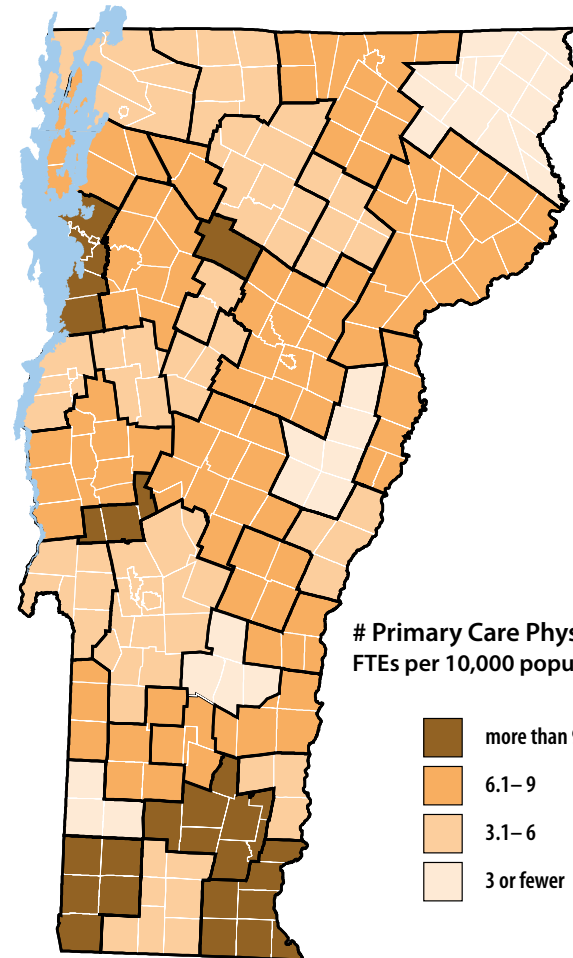 # Primary Care Phys
FTEs per 10,000 popu
more than
6.1– 9
3.1– 6
3 or fewer